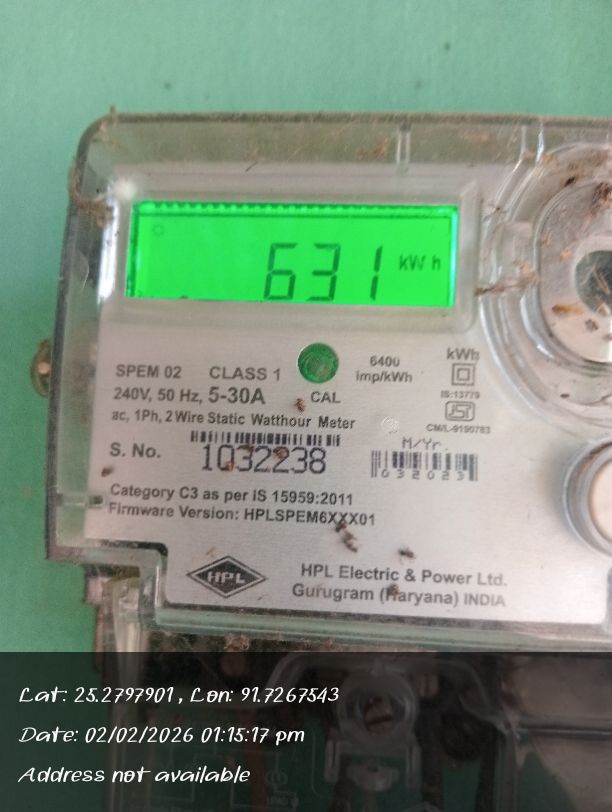 631 kWh
SPEM 02 CLASS 1 6400 imp/kWh kWh
240V, 50 Hz, 5-30A CAL IS:13779
ac, 1Ph, 2 Wire Static Watthour Meter CM/L-9190783
S. No. 1032238 M/Yr. 032023
Category C3 as per IS 15959:2011
Firmware Version: HPLSPEM6XXX01
HPL HPL Electric & Power Ltd.
Gurugram (Haryana) INDIA
Lat: 25.2797901, Lon: 91.7267543
Date: 02/02/2026 01:15:17 pm
Address not available